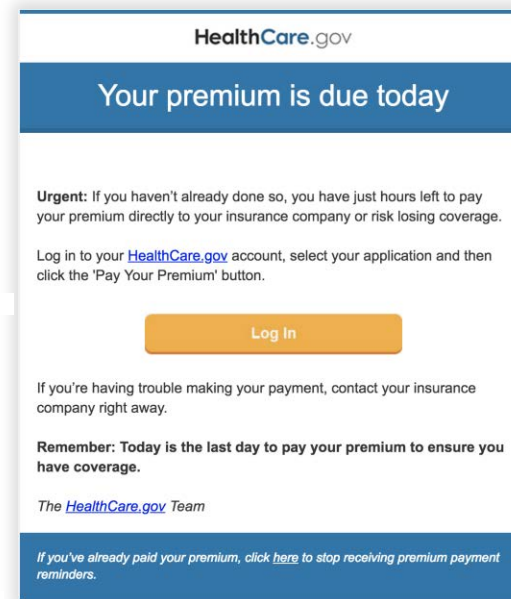 HealthCare.gov
Your premium is due today
Urgent: If you haven’t already done so, you have just hours left to pay
your premium directly to your insurance company or risk losing coverage.
Log in to your HealthCare.gov account, select your application and then
click the 'Pay Your Premium' button.
Log In
If you’re having trouble making your payment, contact your insurance
company right away.
Remember: Today is the last day to pay your premium to ensure you
have coverage.
The HealthCare.gov Team
If you've already paid your premium, click here to stop receiving premium payment
reminders.